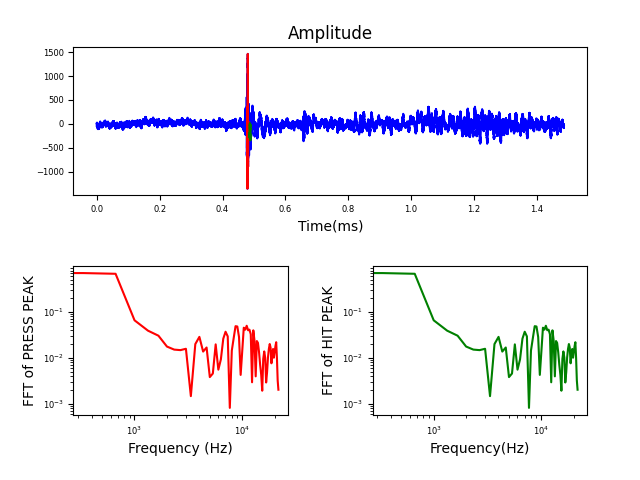 Amplitude
1500
1000
500
0
−500
−1000
0.0 0.2 0.4 0.6 0.8 1.0 1.2 1.4
Time(ms)
FFT of PRESS PEAK
10⁻¹
10⁻²
10⁻³
10³ 10⁴
Frequency (Hz)
FFT of HIT PEAK
10⁻¹
10⁻²
10⁻³
10³ 10⁴
Frequency(Hz)